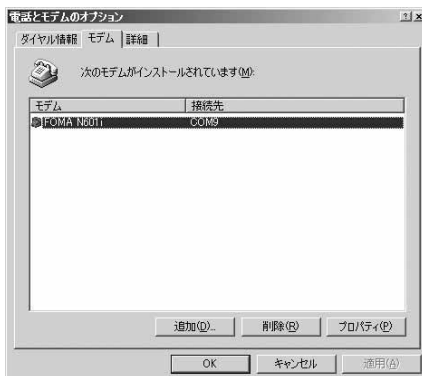 電話とモデムのオプション
ダイヤル情報 モデム 詳細
次のモデムがインストールされています(M):
モデム 接続先
FOMA N601i COM9
追加(D)... 削除(R) プロパティ(P)
OK キャンセル 適用(A)